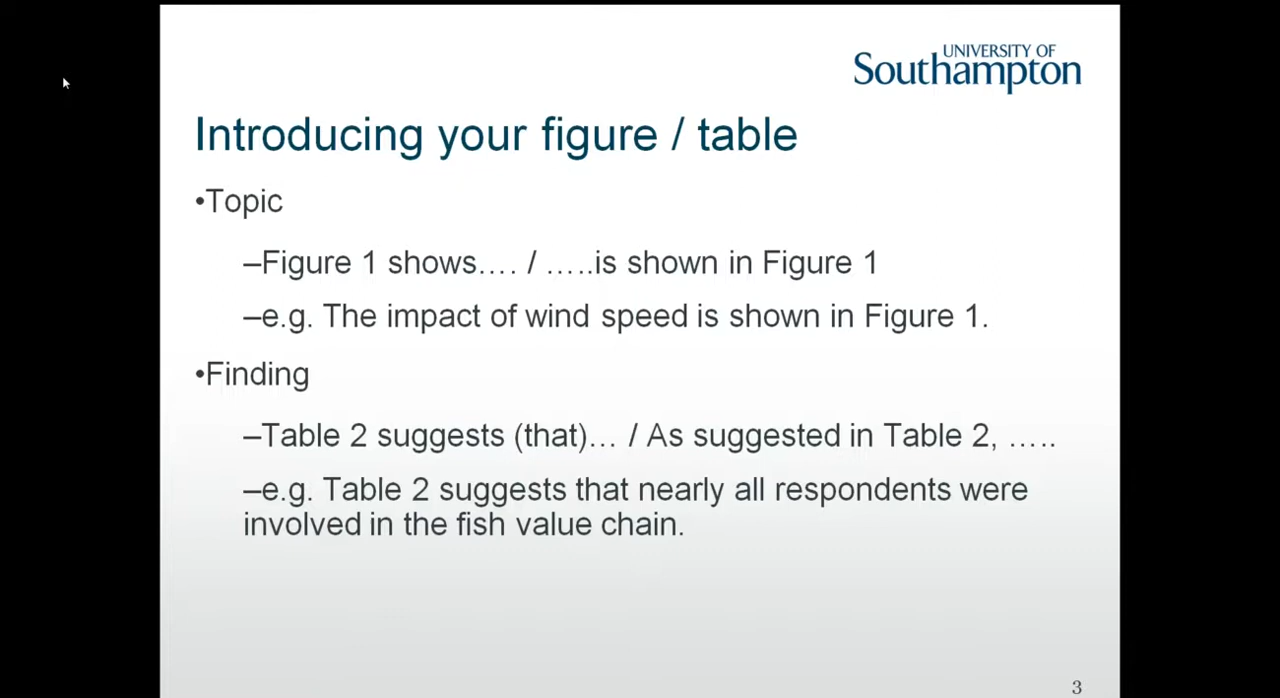 UNIVERSITY OF
Southampton
Introducing your figure / table
•Topic
–Figure 1 shows…. / …..is shown in Figure 1
–e.g. The impact of wind speed is shown in Figure 1.
•Finding
–Table 2 suggests (that)… / As suggested in Table 2, …..
–e.g. Table 2 suggests that nearly all respondents were
involved in the fish value chain.
3